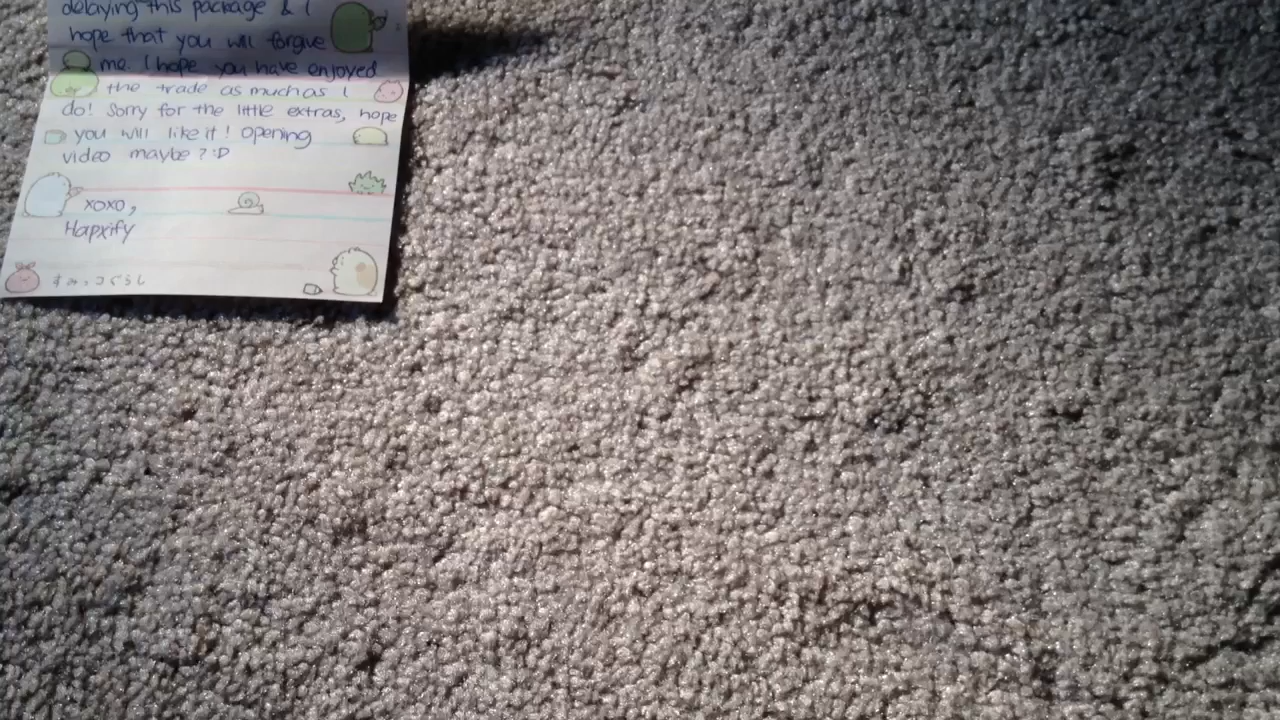 delaying this package & I
hope that you will forgive
me. I hope you have enjoyed
the trade as much as I
do! Sorry for the little extras, hope
you will like it! Opening
video maybe? :D
xoxo,
Hapxify
すみっコぐらし